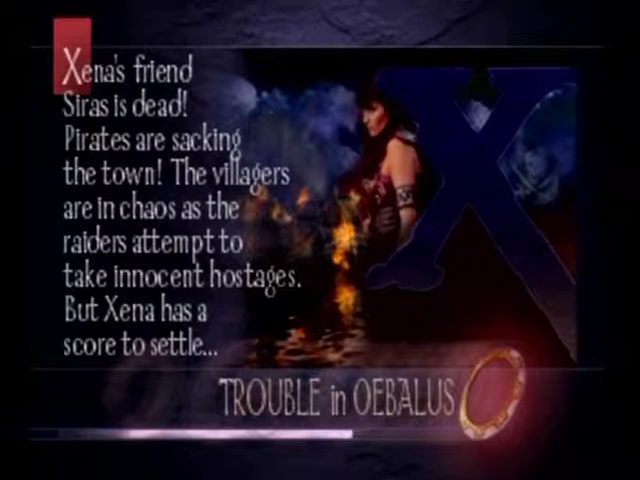 Xena's friend
Siras is dead!
Pirates are sacking
the town! The villagers
are in chaos as the
raiders attempt to
take innocent hostages.
But Xena has a
score to settle...
X
TROUBLE in OEBALUS